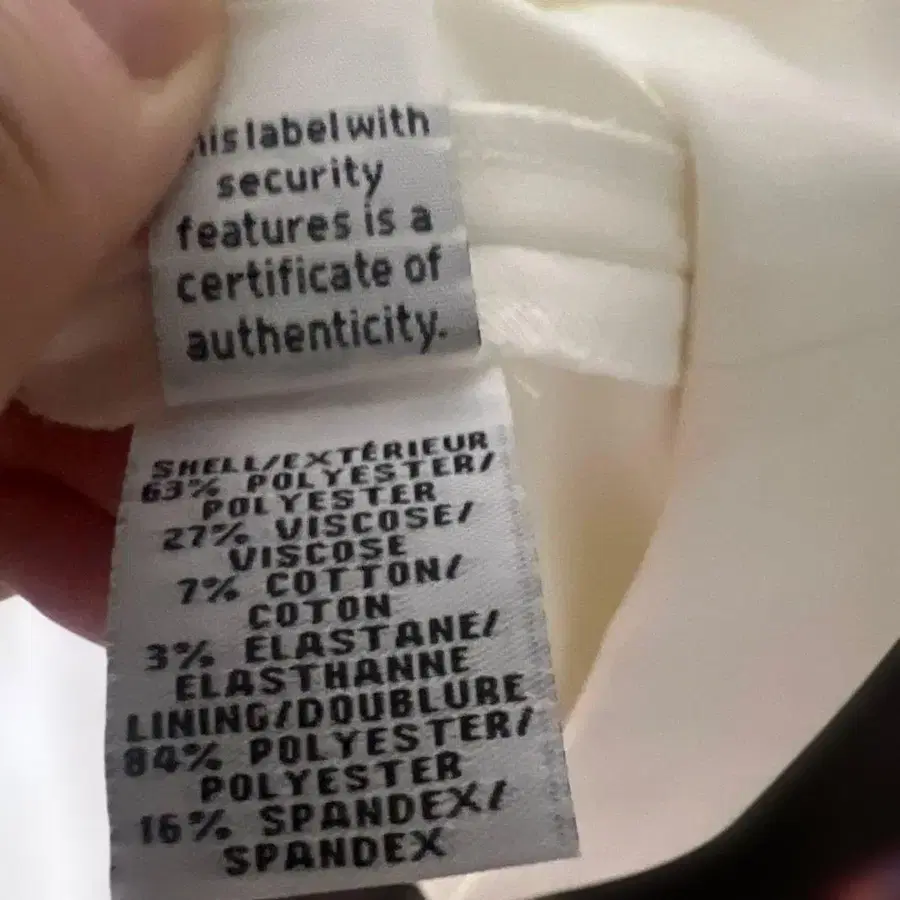 his label with
security
features is a
certificate of
authenticity.
SHELL/EXTÉRIEUR
63% POLYESTER/
POLYESTER
27% VISCOSE/
VISCOSE
7% COTTON/
COTON
3% ELASTANE/
ELASTHANNE
LINING/DOUBLURE
84% POLYESTER/
POLYESTER
16% SPANDEX/
SPANDEX